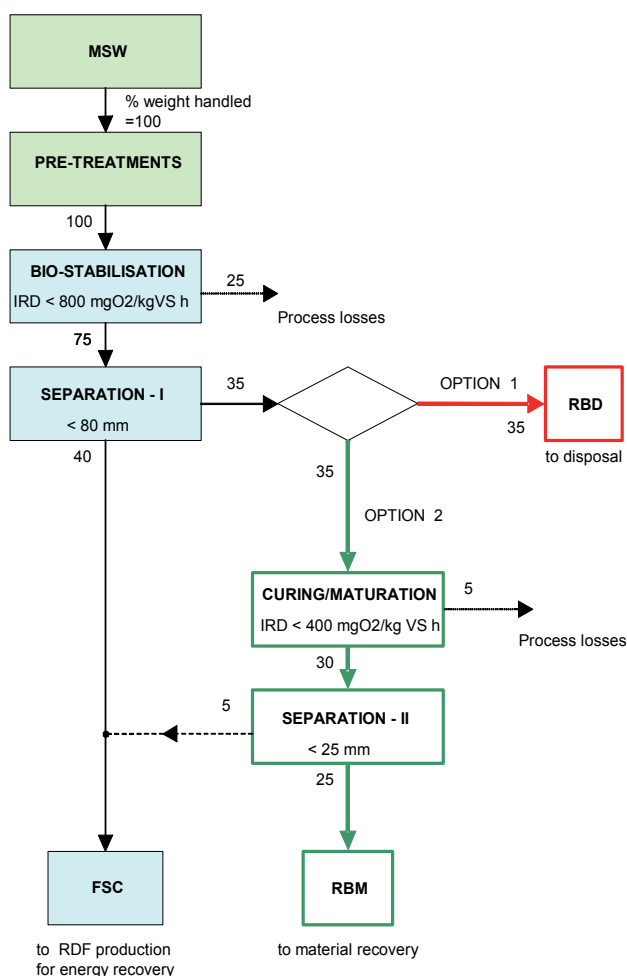 MSW
% weight handled
=100
PRE-TREATMENTS
100
BIO-STABILISATION
IRD < 800 mgO2/kgVS h
25
Process losses
75
SEPARATION - I
< 80 mm
35
OPTION 1
RBD
35
to disposal
40
35
OPTION 2
CURING/MATURATION
IRD < 400 mgO2/kg VS h
5
Process losses
30
SEPARATION - II
< 25 mm
5
25
FSC
RBM
to RDF production
for energy recovery
to material recovery